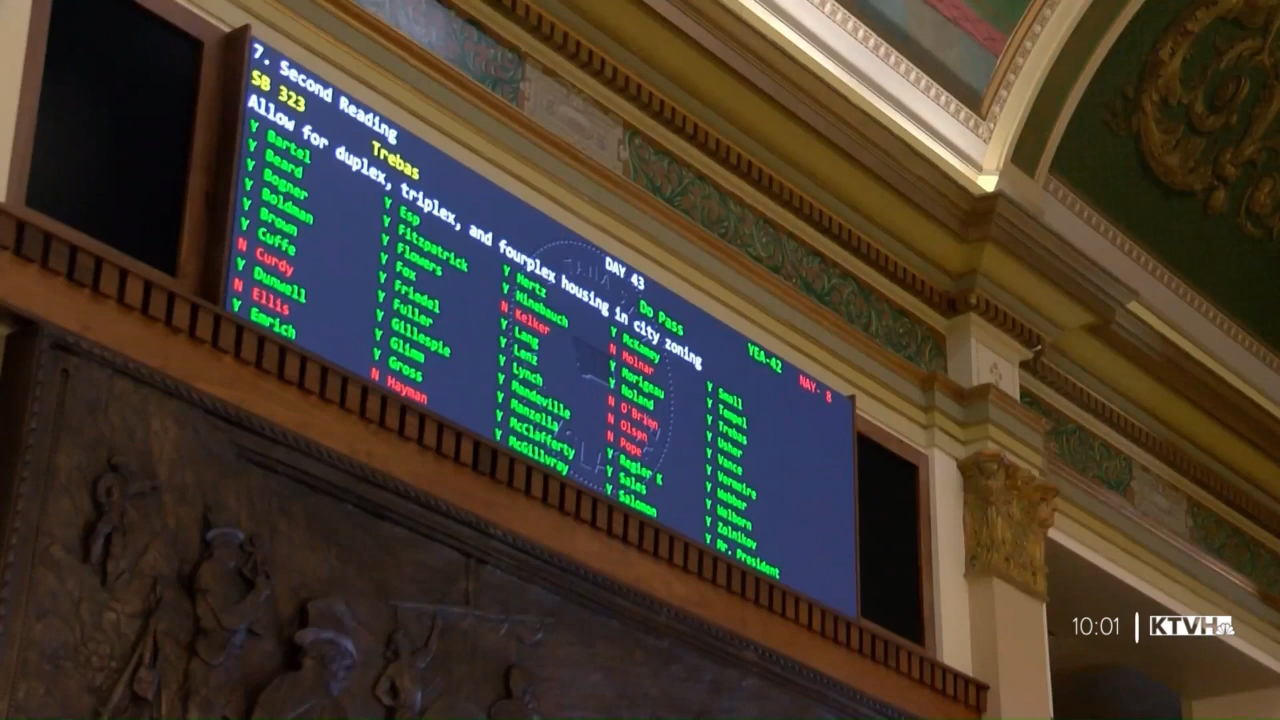 7. Second Reading
SB 323
Trebas
DAY 43
Do Pass
YEA-42
NAY- 8
Allow for duplex, triplex, and fourplex housing in city zoning
Y Bartel
Y Beard
Y Bogner
Y Boldman
Y Brown
Y Cuffe
N Curdy
Y Dunwell
N Ellis
Y Emrich
Y Esp
Y Fitzpatrick
Y Flowers
Y Fox
Y Friedel
Y Fuller
Y Gillespie
Y Glimm
Y Gross
N Hayman
Y Hertz
Y Hinebauch
N Kelker
Y Lang
Y Lenz
Y Lynch
Y Mandeville
Y Manzella
Y McClafferty
Y McGillvray
Y McKamey
N Molnar
Y Morigeau
Y Noland
N O'Brien
N Olsen
N Pope
Y Regier K
Y Sales
Y Salomon
Y Small
Y Tempel
Y Trebas
Y Usher
Y Vance
Y Vermeire
Y Webber
Y Welborn
Y Zolnikov
Y Mr. President
10:01
KTVH